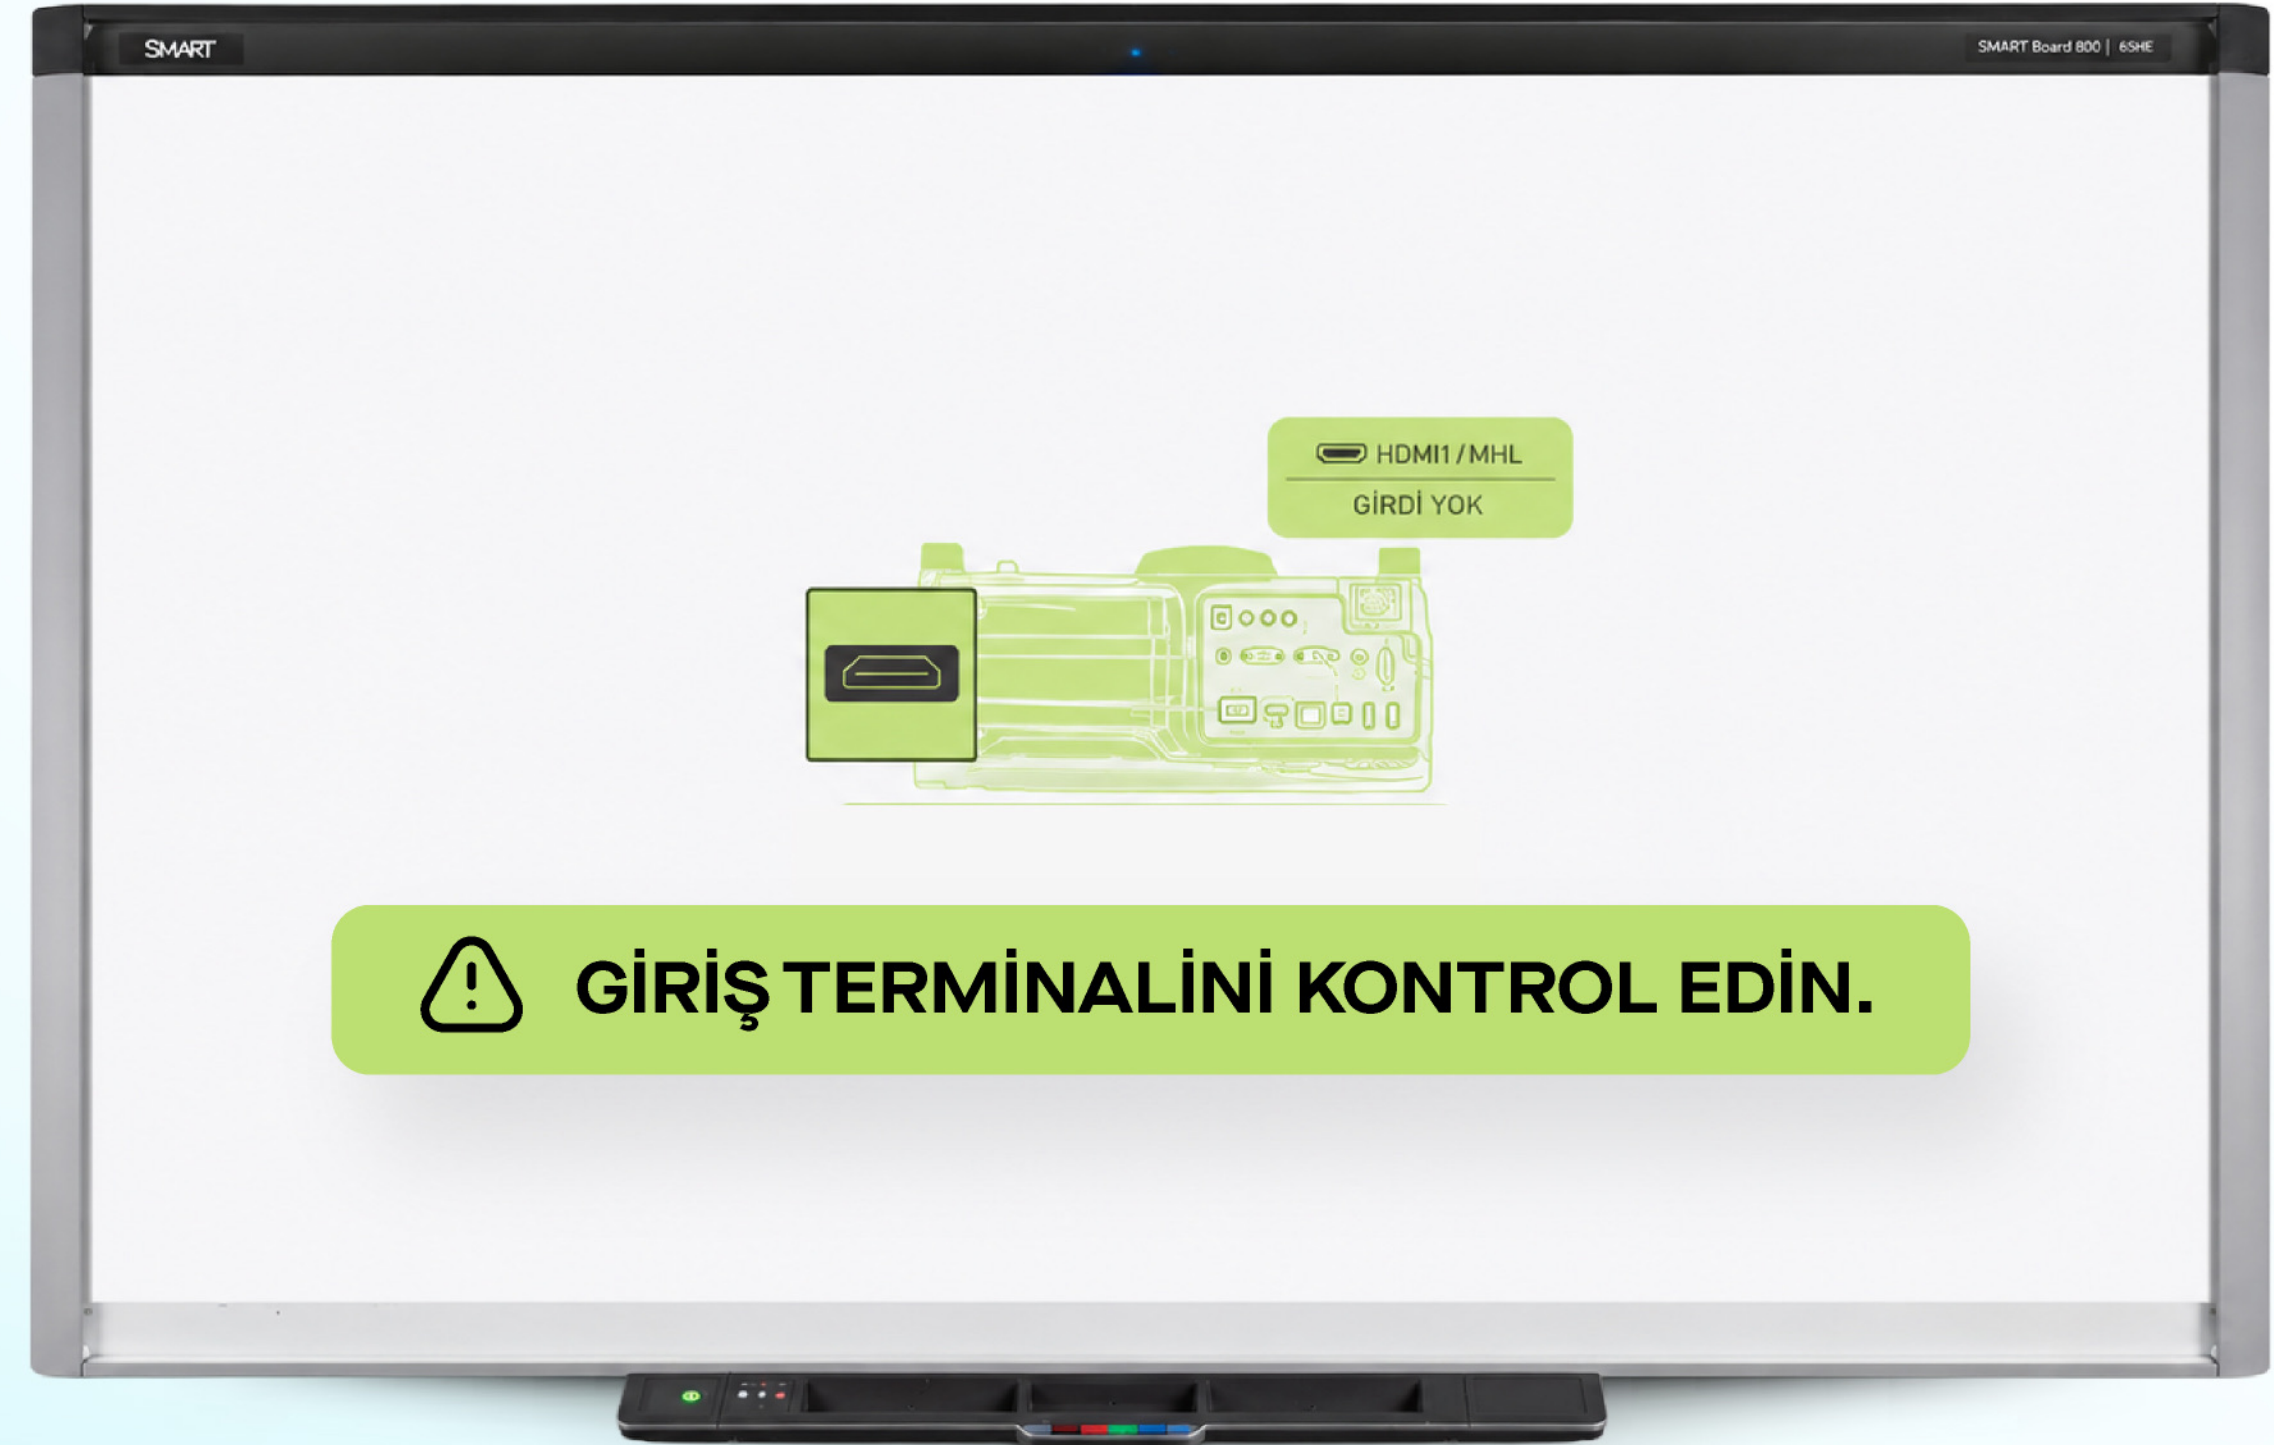 SMART
SMART Board 800 | 6SHE
HDMI1/MHL
GİRDİ YOK
GİRİŞ TERMİNALİNİ KONTROL EDİN.